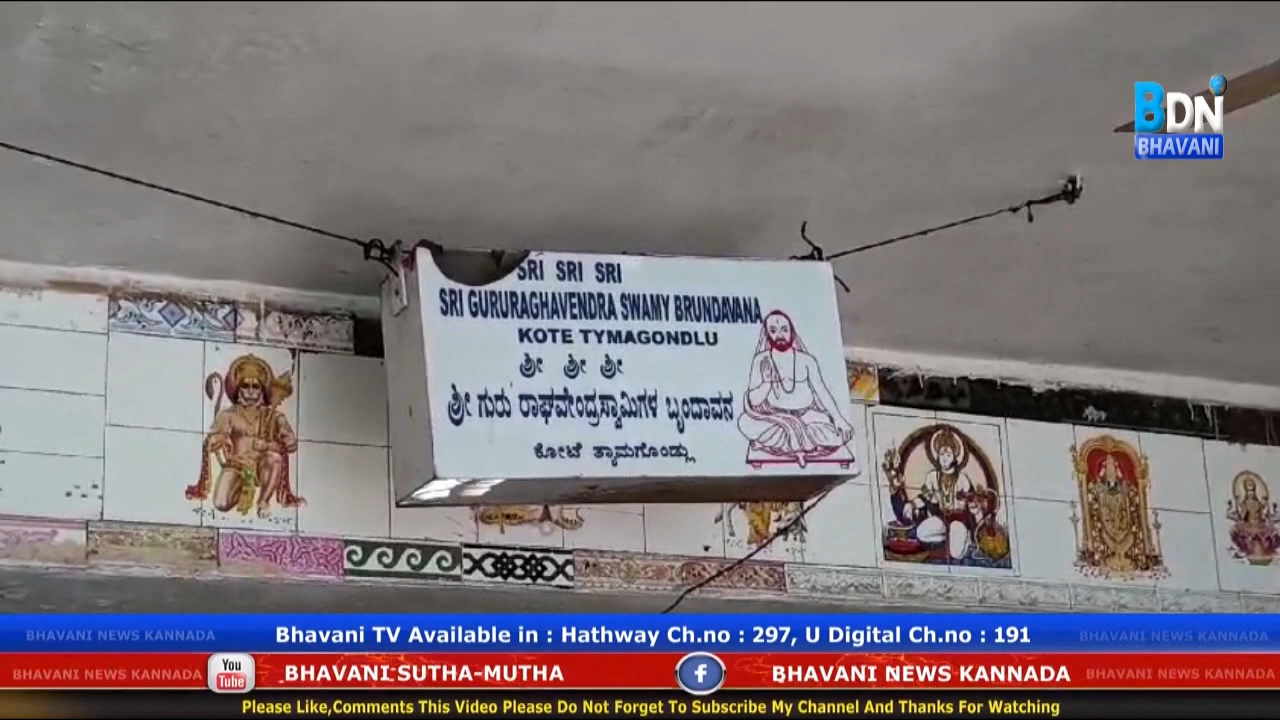 BDN
BHAVANI
SRI SRI SRI
SRI GURURAGHAVENDRA SWAMY BRUNDAVANA
KOTE TYMAGONDLU
ಶ್ರೀ ಶ್ರೀ ಶ್ರೀ
ಶ್ರೀ ಗುರು ರಾಘವೇಂದ್ರಸ್ವಾಮಿಗಳ ಬೃಂದಾವನ
ಕೋಟೆ ತ್ಯಾಮಗೊಂಡ್ಲು
BHAVANI NEWS KANNADA Bhavani TV Available in : Hathway Ch.no : 297, U Digital Ch.no : 191 BHAVANI NEWS KANNADA
BHAVANI NEWS KANNADA You Tube BHAVANI SUTHA-MUTHA f BHAVANI NEWS KANNADA BHAVANI NEWS KANNADA
Please Like,Comments This Video Please Do Not Forget To Subscribe My Channel And Thanks For Watching